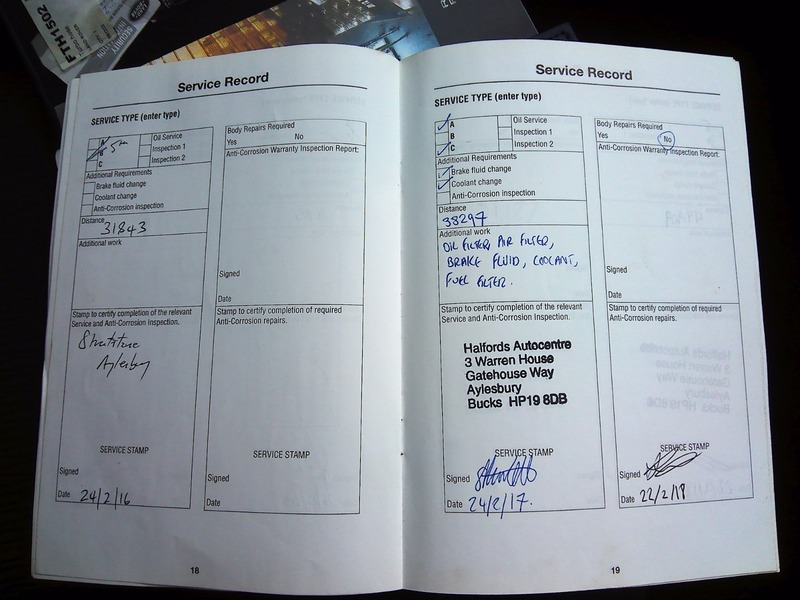 FTH1502
Service Record
SERVICE TYPE (enter type)
A
B
C
Oil Service
Inspection 1
Inspection 2
Additional Requirements
Brake fluid change
Coolant change
Anti-Corrosion inspection
Distance
31843
Additional work
Body Repairs Required
Yes No
Anti-Corrosion Warranty Inspection Report:
Signed
Date
Stamp to certify completion of the relevant
Service and Anti-Corrosion Inspection.
Aylesbury
SERVICE STAMP
Signed
Date 24/2/16
Stamp to certify completion of required
Anti-Corrosion repairs.
SERVICE STAMP
Signed
Date
18
Service Record
SERVICE TYPE (enter type)
A
B
C
Oil Service
Inspection 1
Inspection 2
Additional Requirements
Brake fluid change
Coolant change
Anti-Corrosion inspection
Distance
38297
Additional work
OIL FILTER, AIR FILTER,
BRAKE FLUID, COOLANT,
FUEL FILTER.
Body Repairs Required
Yes No
Anti-Corrosion Warranty Inspection Report:
Signed
Date
Stamp to certify completion of the relevant
Service and Anti-Corrosion Inspection.
Halfords Autocentre
3 Warren House
Gatehouse Way
Aylesbury
Bucks HP19 8DB
SERVICE STAMP
Signed
Date 24/2/17.
Stamp to certify completion of required
Anti-Corrosion repairs.
SERVICE STAMP
Signed
Date 22/2/18
19